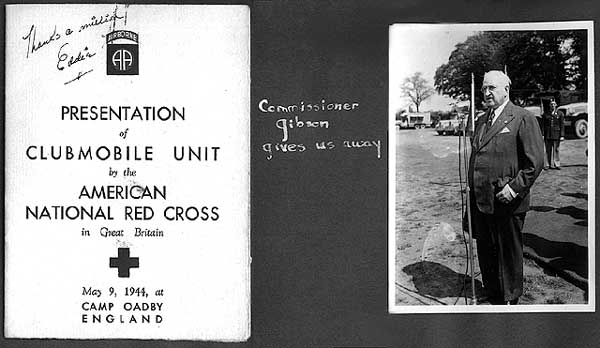 Thanks a million!
Eddie
AIRBORNE
AA
PRESENTATION
of
CLUBMOBILE UNIT
by the
AMERICAN
NATIONAL RED CROSS
in Great Britain
May 9, 1944, at
CAMP OADBY
ENGLAND
Commissioner
Gibson
gives us away